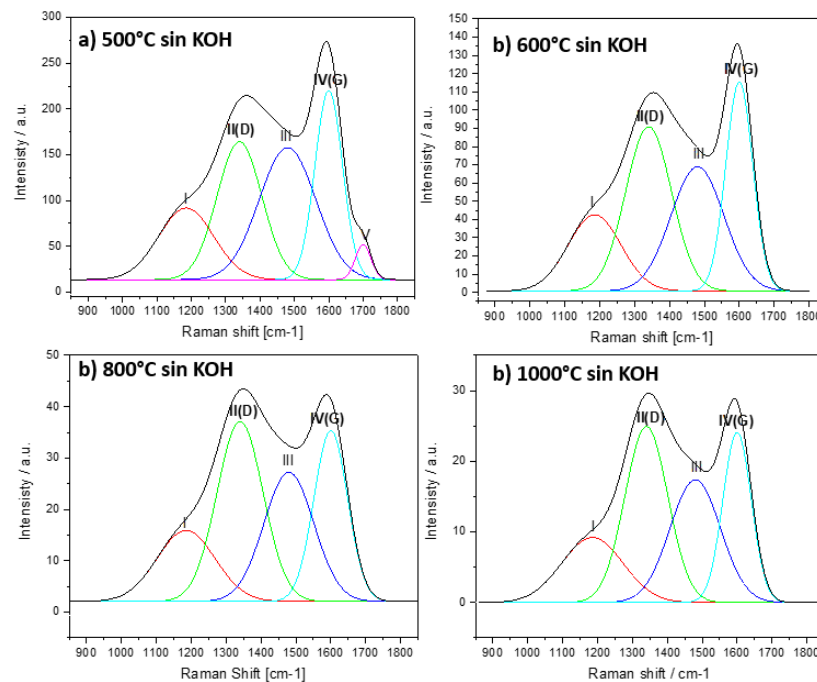 a) 500°C sin KOH
300
250
200
150
100
50
0
Intensisty / a.u.
I
II(D)
III
IV(G)
V
900 1000 1100 1200 1300 1400 1500 1600 1700 1800
Raman shift [cm-1]
b) 600°C sin KOH
150
140
130
120
110
100
90
80
70
60
50
40
30
20
10
0
Intensisty / a.u.
I
II(D)
III
IV(G)
900 1000 1100 1200 1300 1400 1500 1600 1700 1800
Raman shift [cm-1]
b) 800°C sin KOH
50
40
30
20
10
0
Intensisty / a.u.
I
II(D)
III
IV(G)
900 1000 1100 1200 1300 1400 1500 1600 1700 1800
Raman Shift [cm-1]
b) 1000°C sin KOH
30
20
10
0
Intensisty / a.u.
I
II(D)
III
IV(G)
900 1000 1100 1200 1300 1400 1500 1600 1700 1800
Raman shift / cm-1